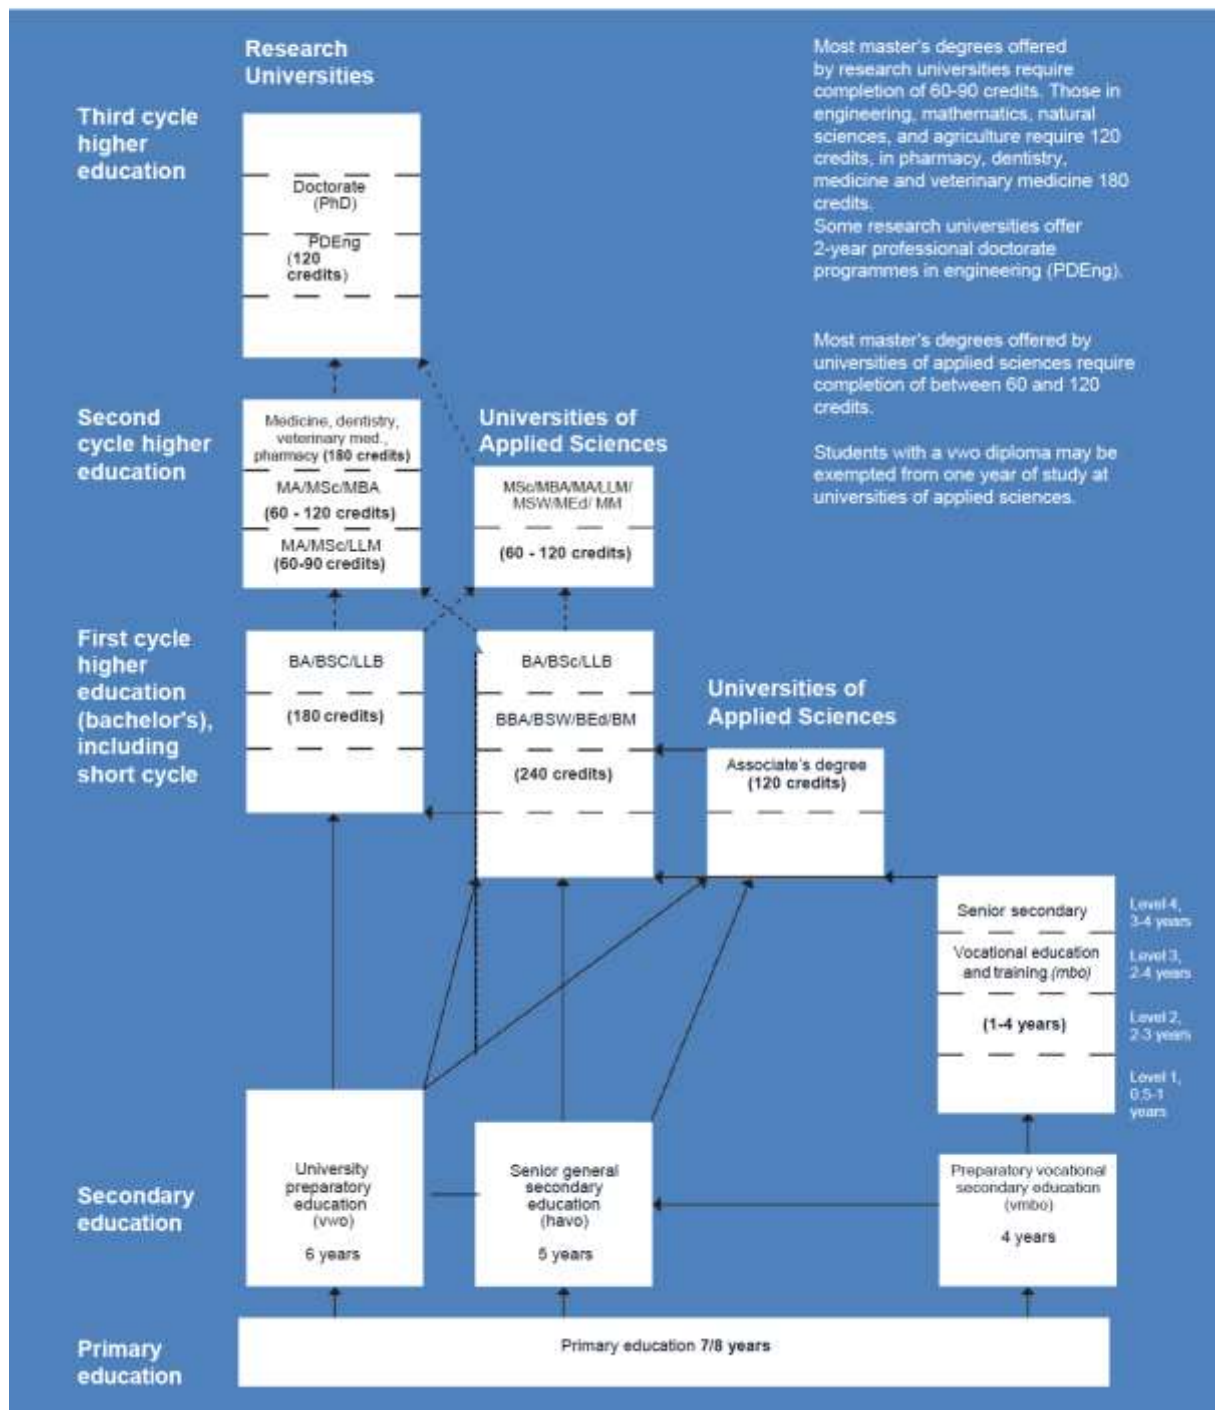 Research
Universities
Most master's degrees offered
by research universities require
completion of 60-90 credits. Those in
engineering, mathematics, natural
sciences, and agriculture require 120
credits, in pharmacy, dentistry,
medicine and veterinary medicine 180
credits.
Some research universities offer
2-year professional doctorate
programmes in engineering (PDEng).
Third cycle
higher
education
Doctorate
(PhD)
PDEng
(120
credits)
Most master's degrees offered by
universities of applied sciences require
completion of between 60 and 120
credits.
Students with a vwo diploma may be
exempted from one year of study at
universities of applied sciences.
Second
cycle higher
education
Medicine, dentistry,
veterinary med.,
pharmacy (180 credits)
MA/MSc/MBA
(60 - 120 credits)
MA/MSc/LLM
(60-90 credits)
Universities of
Applied Sciences
MSc/MBA/MA/LLM/
MSW/MEd/ MM
(60 - 120 credits)
First cycle
higher
education
(bachelor's),
including
short cycle
BA/BSC/LLB
(180 credits)
BA/BSc/LLB
BBA/BSW/BEd/BM
(240 credits)
Universities of
Applied Sciences
Associate's degree
(120 credits)
Senior secondary
Vocational education
and training (mbo)
(1-4 years)
Level 4,
3-4 years
Level 3,
2-4 years
Level 2,
2-3 years
Level 1,
0.5-1
years
Secondary
education
University
preparatory
education
(vwo)
6 years
Senior general
secondary
education
(havo)
5 years
Preparatory vocational
secondary education
(vmbo)
4 years
Primary
education
Primary education 7/8 years